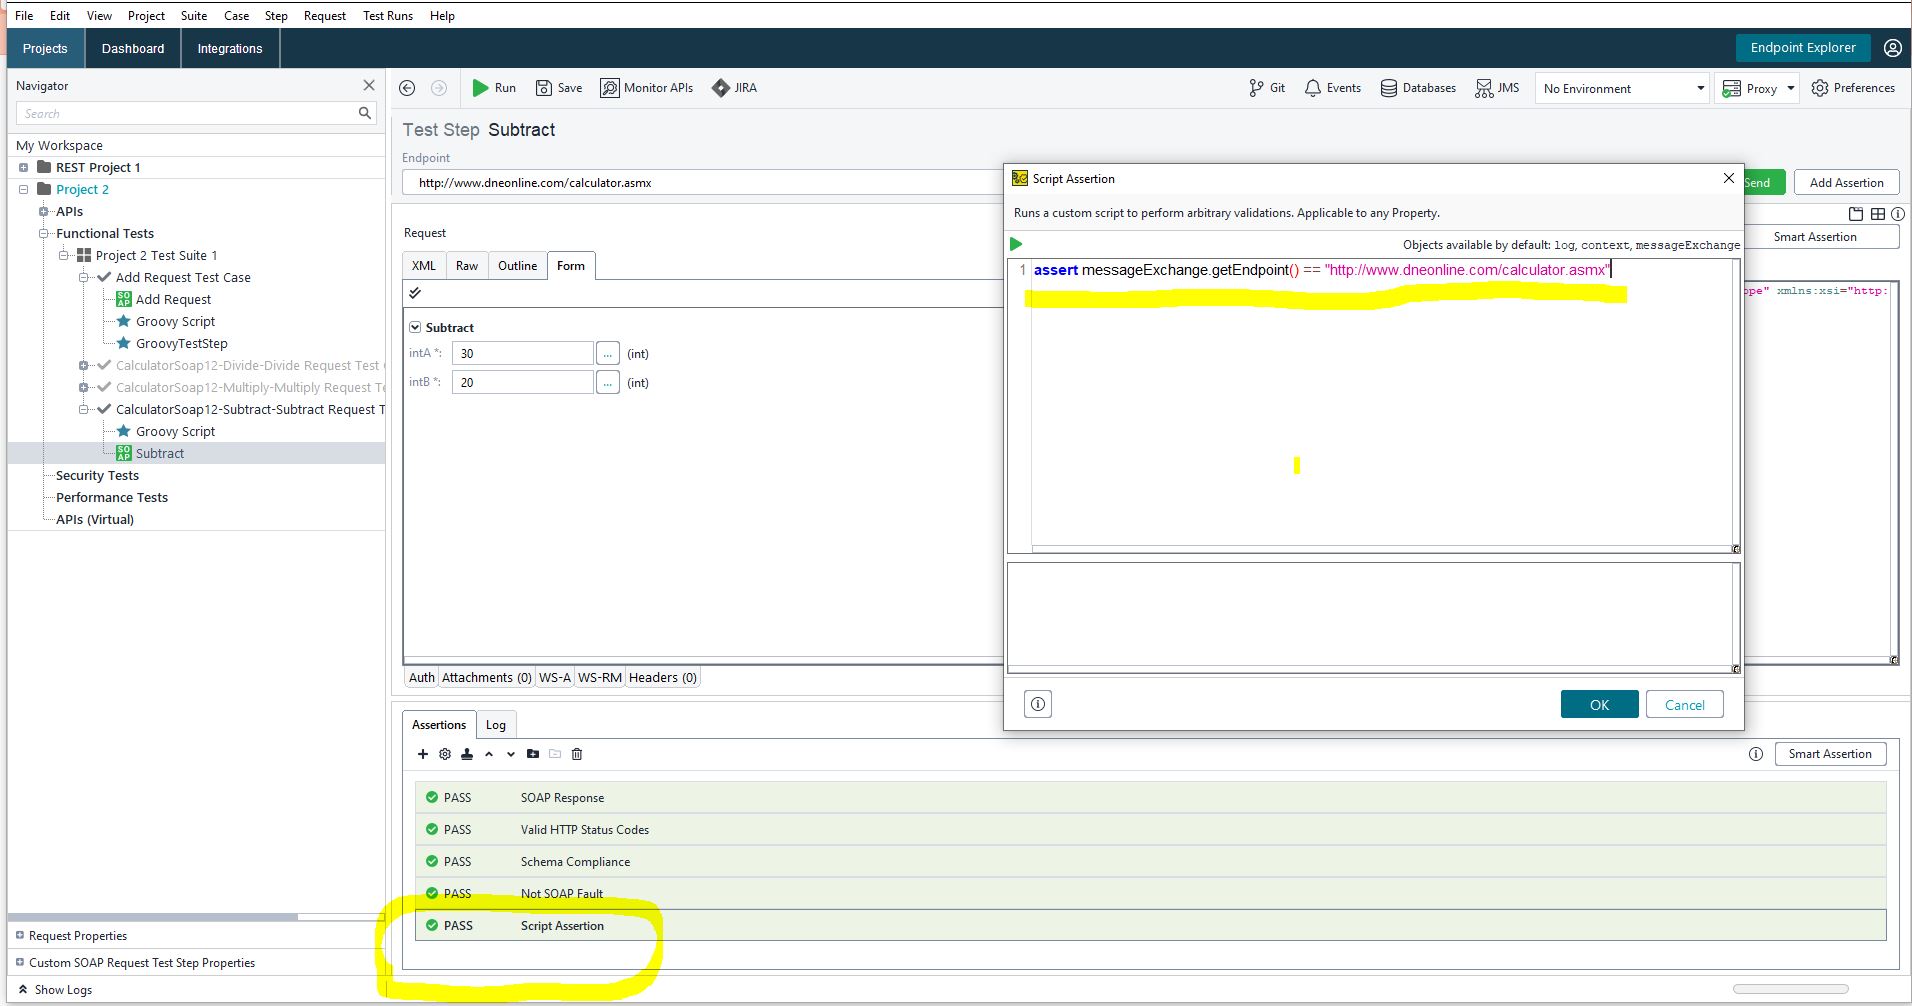 File Edit View Project Suite Case Step Request Test Runs Help
Projects Dashboard Integrations Endpoint Explorer
Navigator
Search
Run Save Monitor APIs JIRA Git Events Databases JMS No Environment Proxy Preferences
My Workspace
REST Project 1
Project 2
APIs
Functional Tests
Project 2 Test Suite 1
Add Request Test Case
SO AP Add Request
Groovy Script
GroovyTestStep
CalculatorSoap12-Divide-Divide Request Test
CalculatorSoap12-Multiply-Multiply Request Te
CalculatorSoap12-Subtract-Subtract Request T
Groovy Script
SO AP Subtract
Security Tests
Performance Tests
APIs (Virtual)
Request Properties
Custom SOAP Request Test Step Properties
Show Logs
Test Step Subtract
Endpoint
http://www.dneonline.com/calculator.asmx
Send Add Assertion
Request
Smart Assertion
XML Raw Outline Form
ope" xmlns:xsi="http:
Subtract
intA *: 30 ... (int)
intB *: 20 ... (int)
Auth Attachments (0) WS-A WS-RM Headers (0)
Script Assertion
Runs a custom script to perform arbitrary validations. Applicable to any Property.
Objects available by default: log, context, messageExchange
1 assert messageExchange.getEndpoint() == "http://www.dneonline.com/calculator.asmx"
OK Cancel
Assertions Log
Smart Assertion
PASS SOAP Response
PASS Valid HTTP Status Codes
PASS Schema Compliance
PASS Not SOAP Fault
PASS Script Assertion